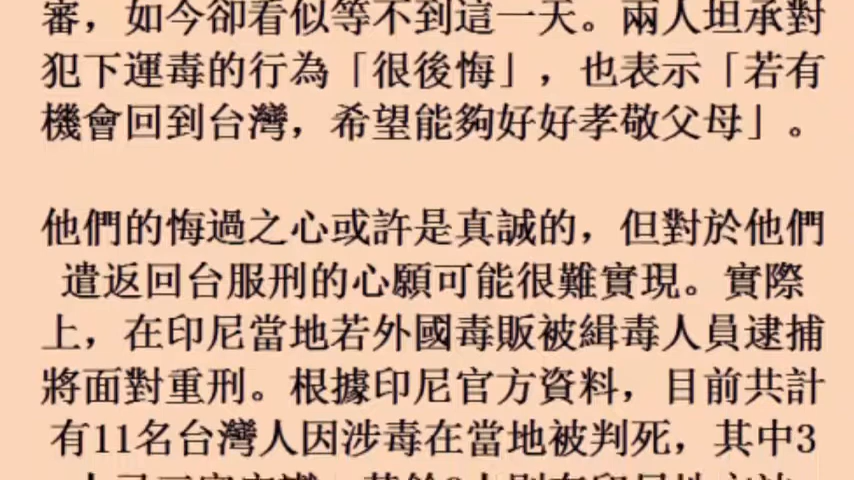 審，如今卻看似等不到這一天。兩人坦承對
犯下運毒的行為「很後悔」，也表示「若有
機會回到台灣，希望能夠好好孝敬父母」。
他們的悔過之心或許是真誠的，但對於他們
遣返回台服刑的心願可能很難實現。實際
上，在印尼當地若外國毒販被緝毒人員逮捕
將面對重刑。根據印尼官方資料，目前共計
有11名台灣人因涉毒在當地被判死，其中3